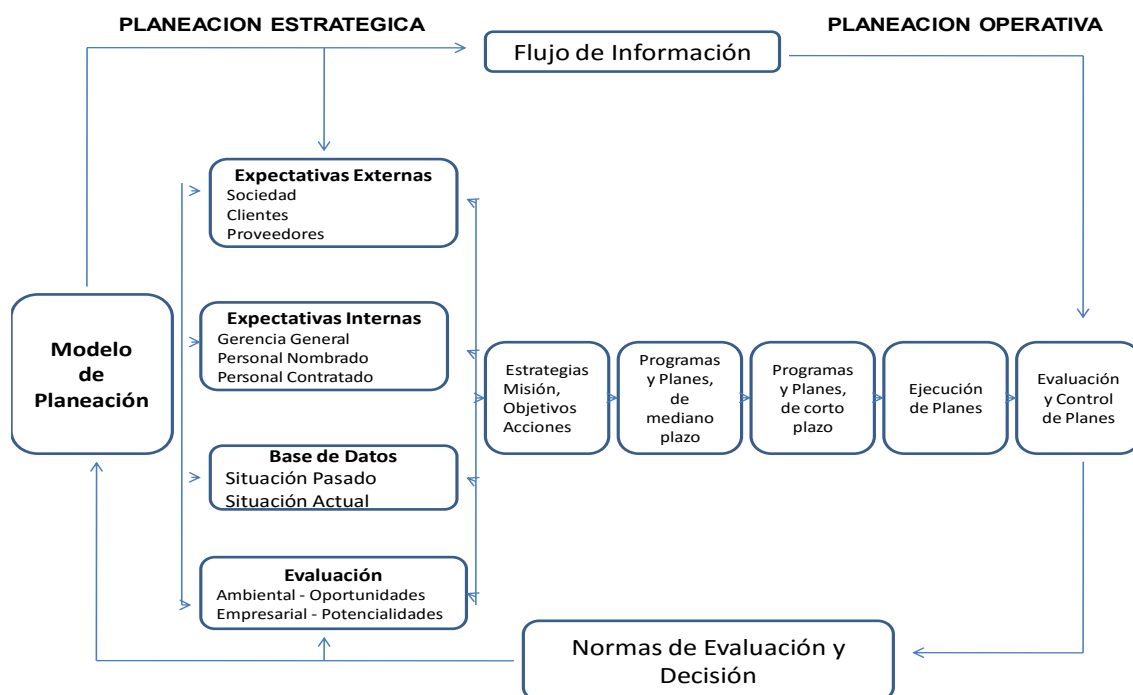 PLANEACION ESTRATEGICA
PLANEACION OPERATIVA
Flujo de Información
Expectativas Externas
Sociedad
Clientes
Proveedores
Modelo
de
Planeación
Expectativas Internas
Gerencia General
Personal Nombrado
Personal Contratado
Base de Datos
Situación Pasado
Situación Actual
Evaluación
Ambiental - Oportunidades
Empresarial - Potencialidades
Estrategias
Misión,
Objetivos
Acciones
Programas
y Planes,
de
mediano
plazo
Programas
y Planes,
de corto
plazo
Ejecución
de Planes
Evaluación
y Control
de Planes
Normas de Evaluación y
Decisión